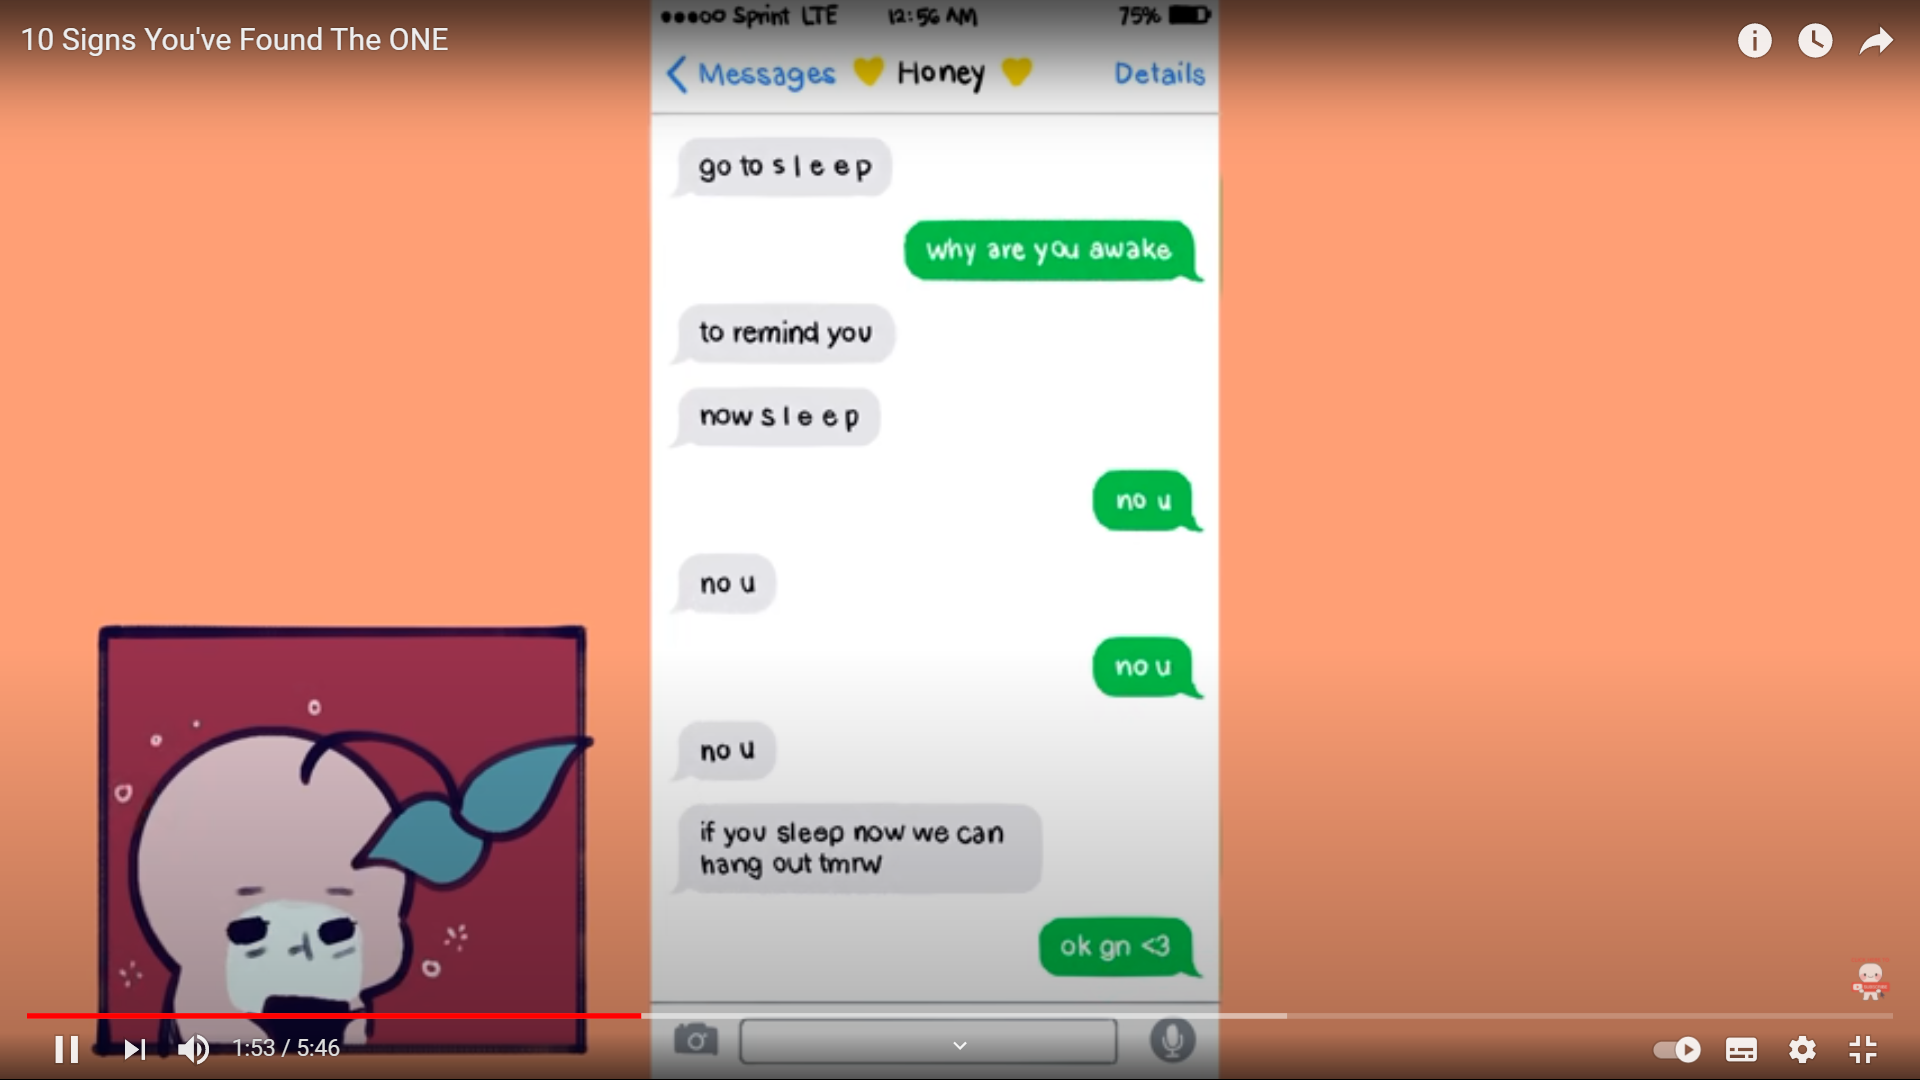 10 Signs You've Found The ONE
Sprint LTE 12:56 AM 75%
Messages 💛 Honey 💛 Details
go to s l e e p
why are you awake
to remind you
now s l e e p
no u
no u
no u
no u
if you sleep now we can
hang out tmrw
ok gn <3
1:53 / 5:46